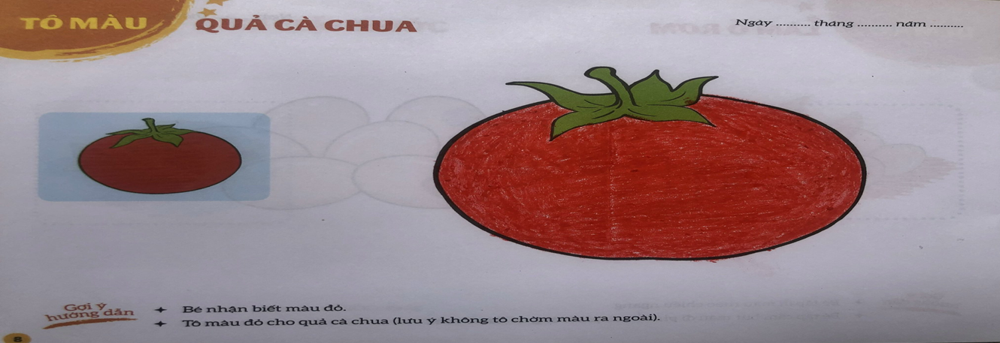 TÔ MÀU QUẢ CÀ CHUA
Ngày .......... tháng .......... năm ..........
Gợi ý
hướng dẫn
Bé nhận biết màu đỏ.
Tô màu đỏ cho quả cà chua (lưu ý không tô chờm màu ra ngoài).
8